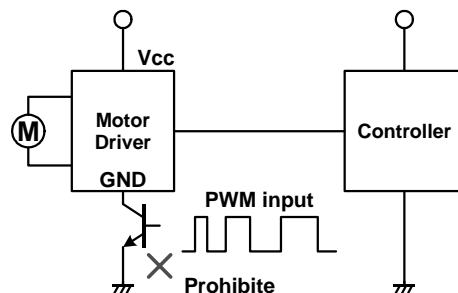 Vcc
M
Motor
Driver
Controller
GND
PWM input
Prohibite